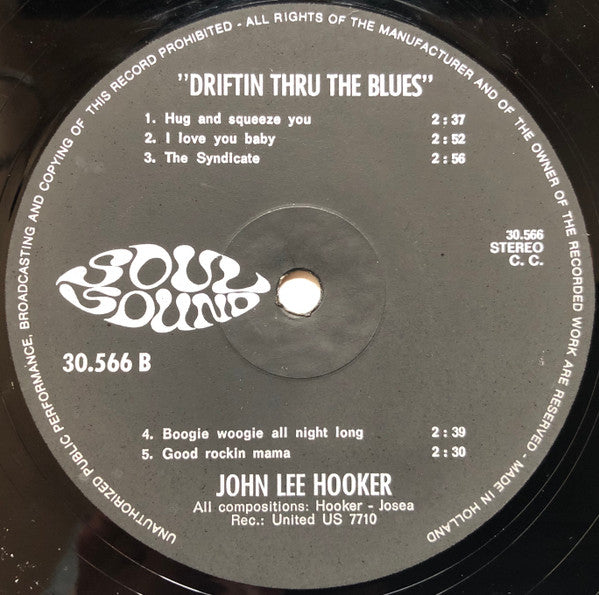 UNAUTHORIZED PUBLIC PERFORMANCE, BROADCASTING AND COPYING OF THIS RECORD PROHIBITED - ALL RIGHTS OF THE MANUFACTURER AND OF THE OWNER OF THE RECORDED WORK ARE RESERVED - MADE IN HOLLAND
"DRIFTIN THRU THE BLUES"
1. Hug and squeeze you 2:37
2. I love you baby 2:52
3. The Syndicate 2:56
30.566
STEREO
C. C.
SOUL
SOUND
30.566 B
4. Boogie woogie all night long 2:39
5. Good rockin mama 2:30
JOHN LEE HOOKER
All compositions: Hooker - Josea
Rec.: United US 7710